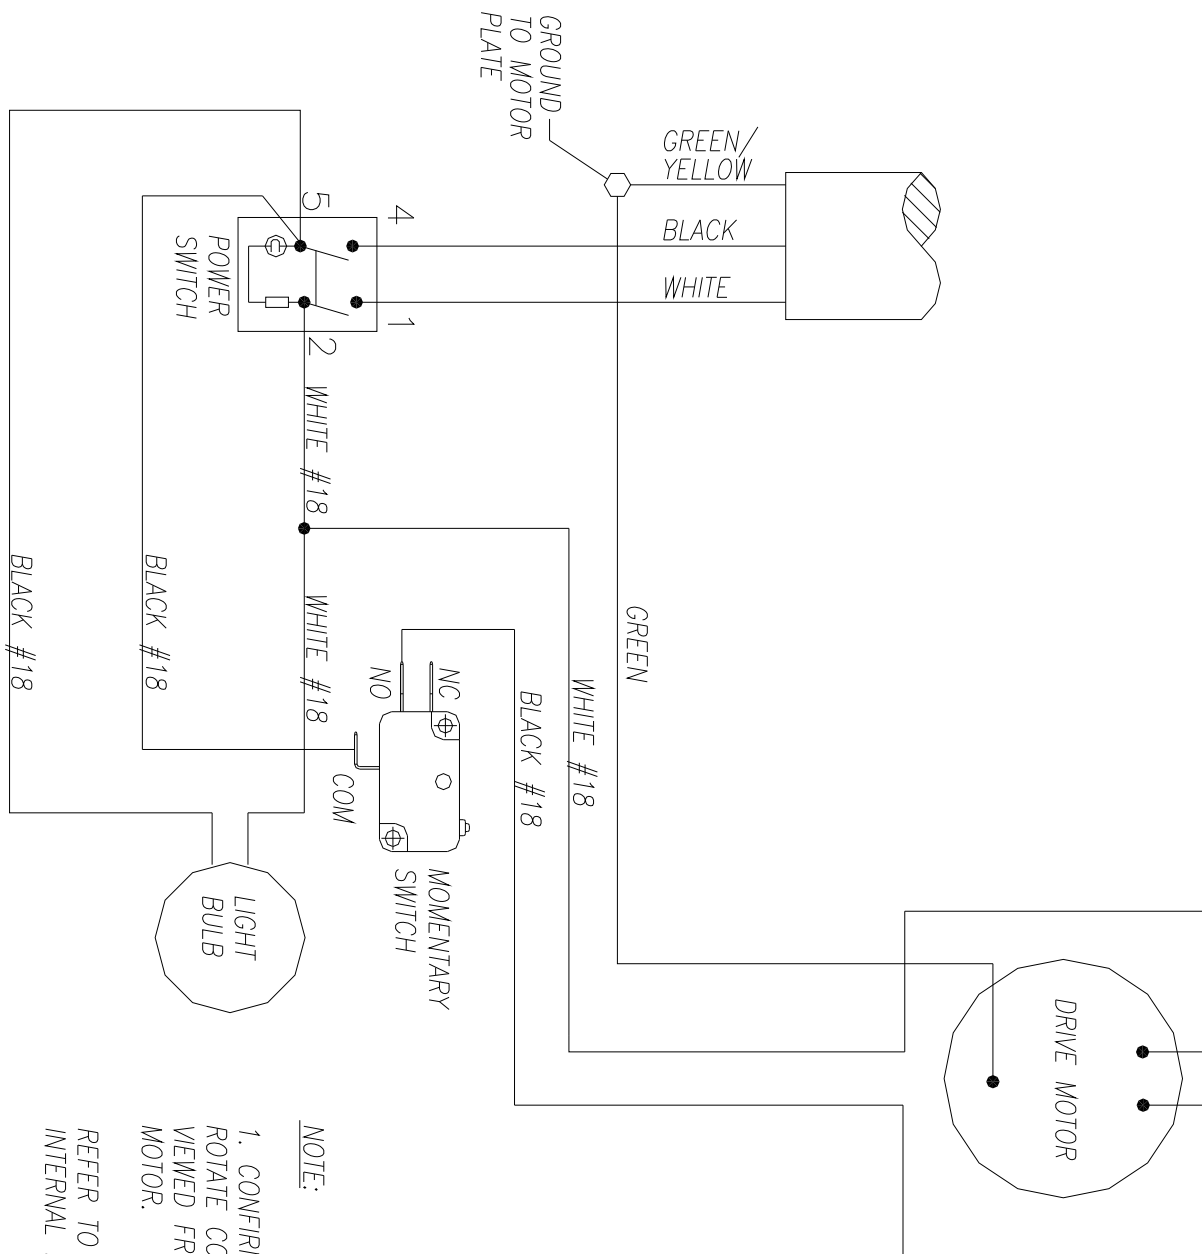 GROUND
TO MOTOR
PLATE
GREEN/
YELLOW
BLACK
WHITE
5
4
POWER
SWITCH
2
1
WHITE #18
WHITE #18
BLACK #18
BLACK #18
GREEN
NC
NO
COM
BLACK #18
WHITE #18
MOMENTARY
SWITCH
LIGHT
BULB
DRIVE MOTOR
NOTE:
1. CONFIR
ROTATE CO
VIEWED FR
MOTOR.
REFER TO
INTERNAL